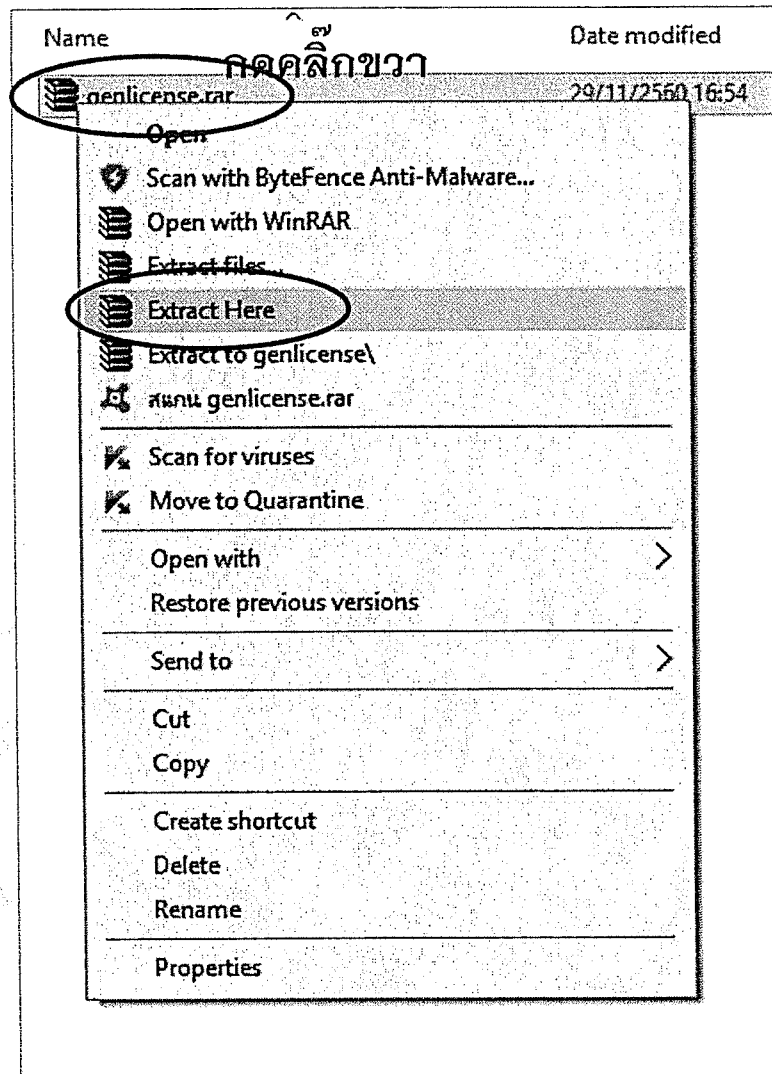 Name Date modified
กดคลิ๊กขวา
genlicense.rar 29/11/2560 16:54
Open
Scan with ByteFence Anti-Malware...
Open with WinRAR
Extract files...
Extract Here
Extract to genlicense\
สแกน genlicense.rar
Scan for viruses
Move to Quarantine
Open with
Restore previous versions
Send to
Cut
Copy
Create shortcut
Delete
Rename
Properties